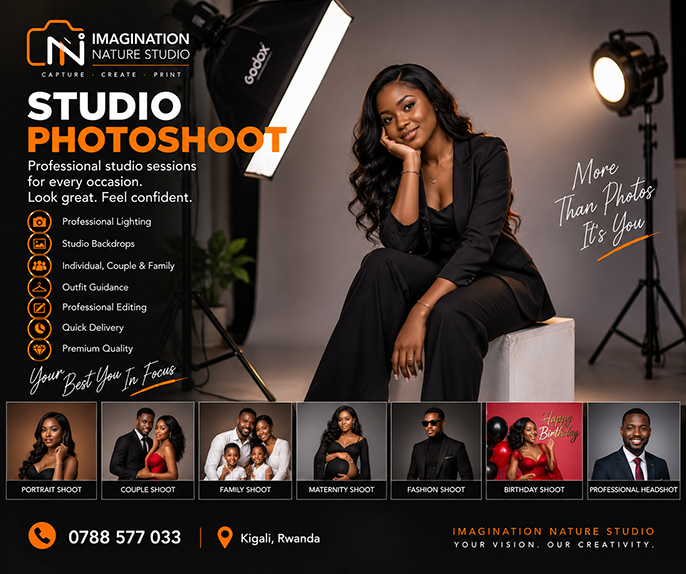 IMAGINATION
NATURE STUDIO
CAPTURE · CREATE · PRINT
STUDIO
PHOTOSHOOT
Professional studio sessions
for every occasion.
Look great. Feel confident.
Professional Lighting
Studio Backdrops
Individual, Couple & Family
Outfit Guidance
Professional Editing
Quick Delivery
Premium Quality
Your Best You In Focus
Godox
More
Than Photos
It's You
Happy
Birthday
PORTRAIT SHOOT
COUPLE SHOOT
FAMILY SHOOT
MATERNITY SHOOT
FASHION SHOOT
BIRTHDAY SHOOT
PROFESSIONAL HEADSHOT
0788 577 033
Kigali, Rwanda
IMAGINATION NATURE STUDIO
YOUR VISION. OUR CREATIVITY.